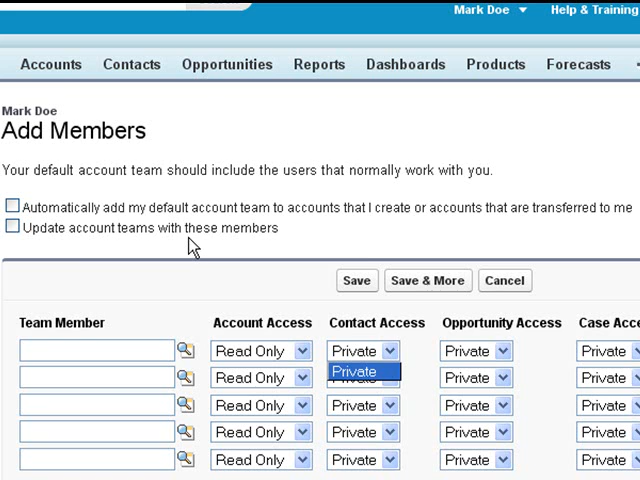 Mark Doe Help & Training
Accounts Contacts Opportunities Reports Dashboards Products Forecasts
Mark Doe
Add Members
Your default account team should include the users that normally work with you.
Automatically add my default account team to accounts that I create or accounts that are transferred to me
Update account teams with these members
Save Save & More Cancel
Team Member Account Access Contact Access Opportunity Access Case Acce
Read Only Private Private Private
Private
Read Only Private Private Private
Read Only Private Private Private
Read Only Private Private Private
Read Only Private Private Private